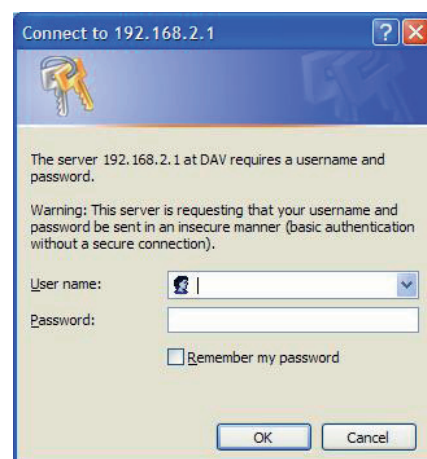 Connect to 192.168.2.1
The server 192.168.2.1 at DAV requires a username and
password.
Warning: This server is requesting that your username and
password be sent in an insecure manner (basic authentication
without a secure connection).
User name:
Password:
Remember my password
OK
Cancel